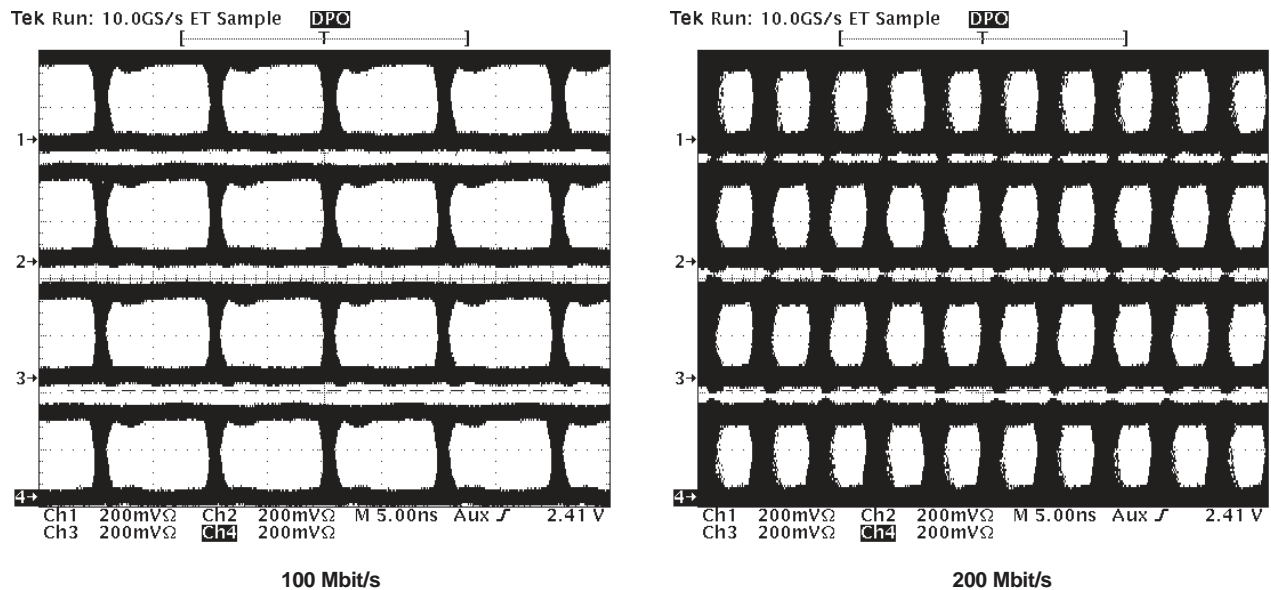 Tek Run: 10.0GS/s ET Sample DPO
T
1→
2→
3→
4→
Ch1 200mVΩ Ch2 200mVΩ M 5.00ns Aux ƒ 2.41 V
Ch3 200mVΩ Ch4 200mVΩ
100 Mbit/s
Tek Run: 10.0GS/s ET Sample DPO
T
1→
2→
3→
4→
Ch1 200mVΩ Ch2 200mVΩ M 5.00ns Aux ƒ 2.41 V
Ch3 200mVΩ Ch4 200mVΩ
200 Mbit/s